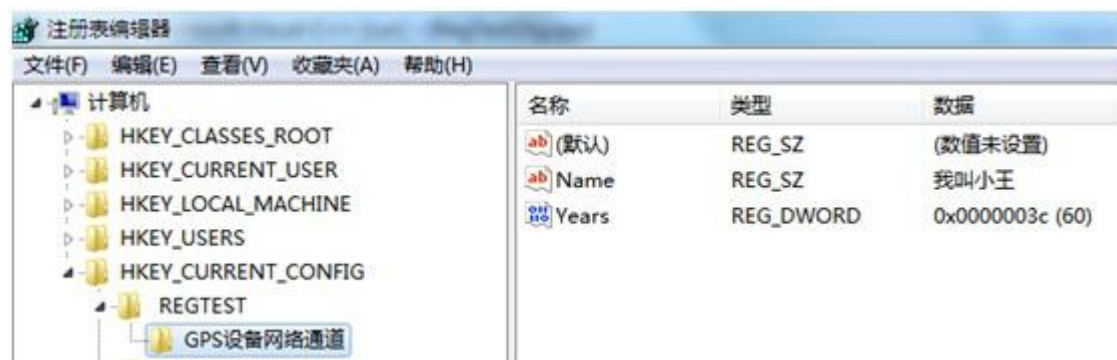 注册表编辑器
文件(F) 编辑(E) 查看(V) 收藏夹(A) 帮助(H)
计算机
HKEY_CLASSES_ROOT
HKEY_CURRENT_USER
HKEY_LOCAL_MACHINE
HKEY_USERS
HKEY_CURRENT_CONFIG
REGTEST
GPS设备网络通道
名称 类型 数据
(默认) REG_SZ (数值未设置)
Name REG_SZ 我叫小王
Years REG_DWORD 0x0000003c (60)